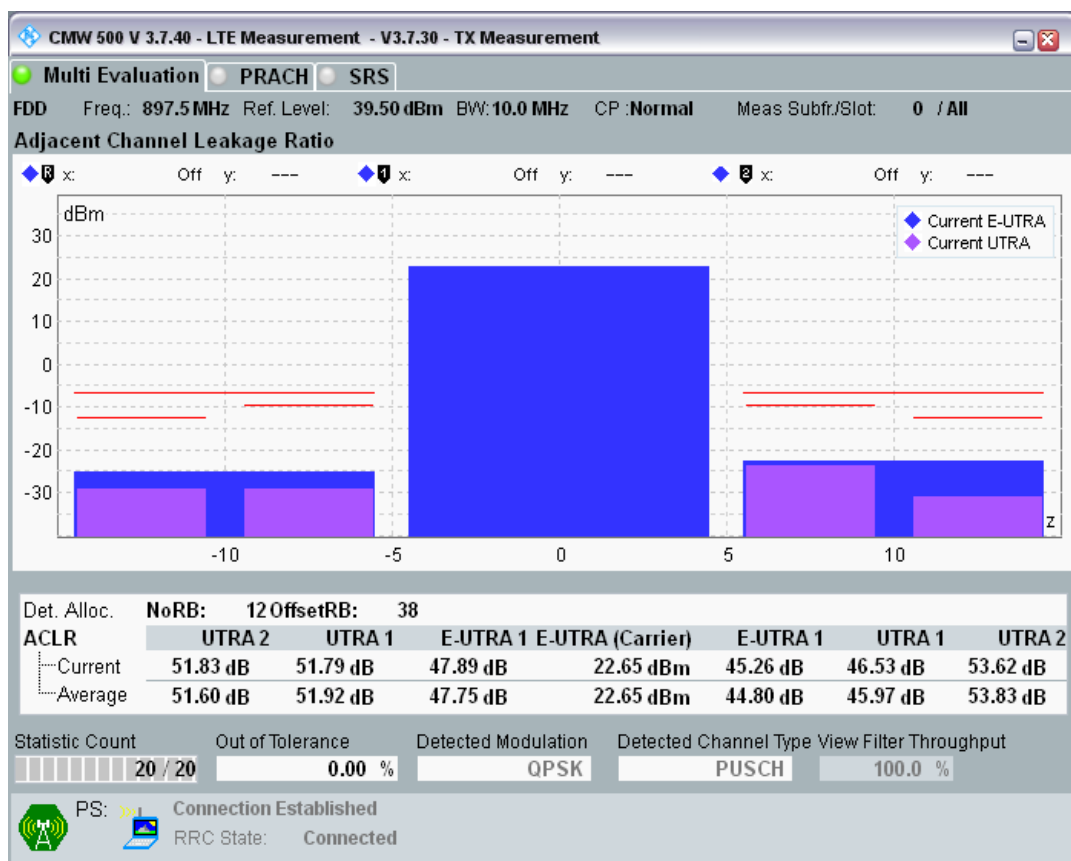 CMW 500 V 3.7.40 - LTE Measurement - V3.7.30 - TX Measurement
Multi Evaluation PRACH SRS
FDD Freq.: 897.5 MHz Ref. Level: 39.50 dBm BW: 10.0 MHz CP :Normal Meas Subfr./Slot: 0 / All
Adjacent Channel Leakage Ratio
R x: Off y: --- 1 x: Off y: --- 2 x: Off y: ---
dBm
Current E-UTRA
Current UTRA
30
20
10
0
-10
-20
-30
z
-10 -5 0 5 10
Det. Alloc. NoRB: 12 OffsetRB: 38
ACLR UTRA 2 UTRA 1 E-UTRA 1 E-UTRA (Carrier) E-UTRA 1 UTRA 1 UTRA 2
Current 51.83 dB 51.79 dB 47.89 dB 22.65 dBm 45.26 dB 46.53 dB 53.62 dB
Average 51.60 dB 51.92 dB 47.75 dB 22.65 dBm 44.80 dB 45.97 dB 53.83 dB
Statistic Count Out of Tolerance Detected Modulation Detected Channel Type View Filter Throughput
20 / 20 0.00 % QPSK PUSCH 100.0 %
PS: Connection Established
RRC State: Connected